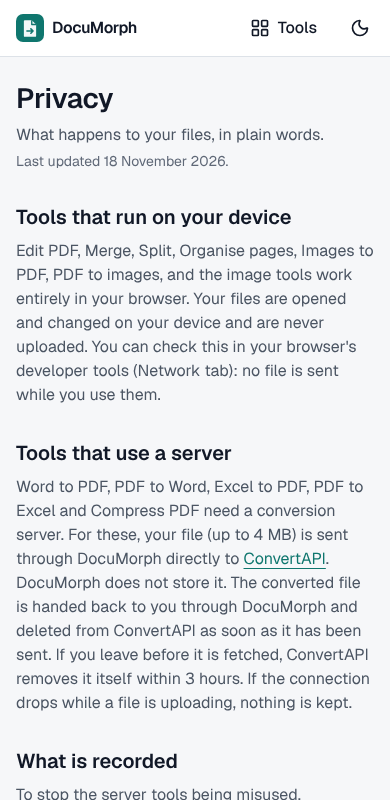 DocuMorph
Tools
Privacy
What happens to your files, in plain words.
Last updated 18 November 2026.
Tools that run on your device
Edit PDF, Merge, Split, Organise pages, Images to
PDF, PDF to images, and the image tools work
entirely in your browser. Your files are opened
and changed on your device and are never
uploaded. You can check this in your browser's
developer tools (Network tab): no file is sent
while you use them.
Tools that use a server
Word to PDF, PDF to Word, Excel to PDF, PDF to
Excel and Compress PDF need a conversion
server. For these, your file (up to 4 MB) is sent
through DocuMorph directly to ConvertAPI.
DocuMorph does not store it. The converted file
is handed back to you through DocuMorph and
deleted from ConvertAPI as soon as it has been
sent. If you leave before it is fetched, ConvertAPI
removes it itself within 3 hours. If the connection
drops while a file is uploading, nothing is kept.
What is recorded
To stop the server tools being misused,